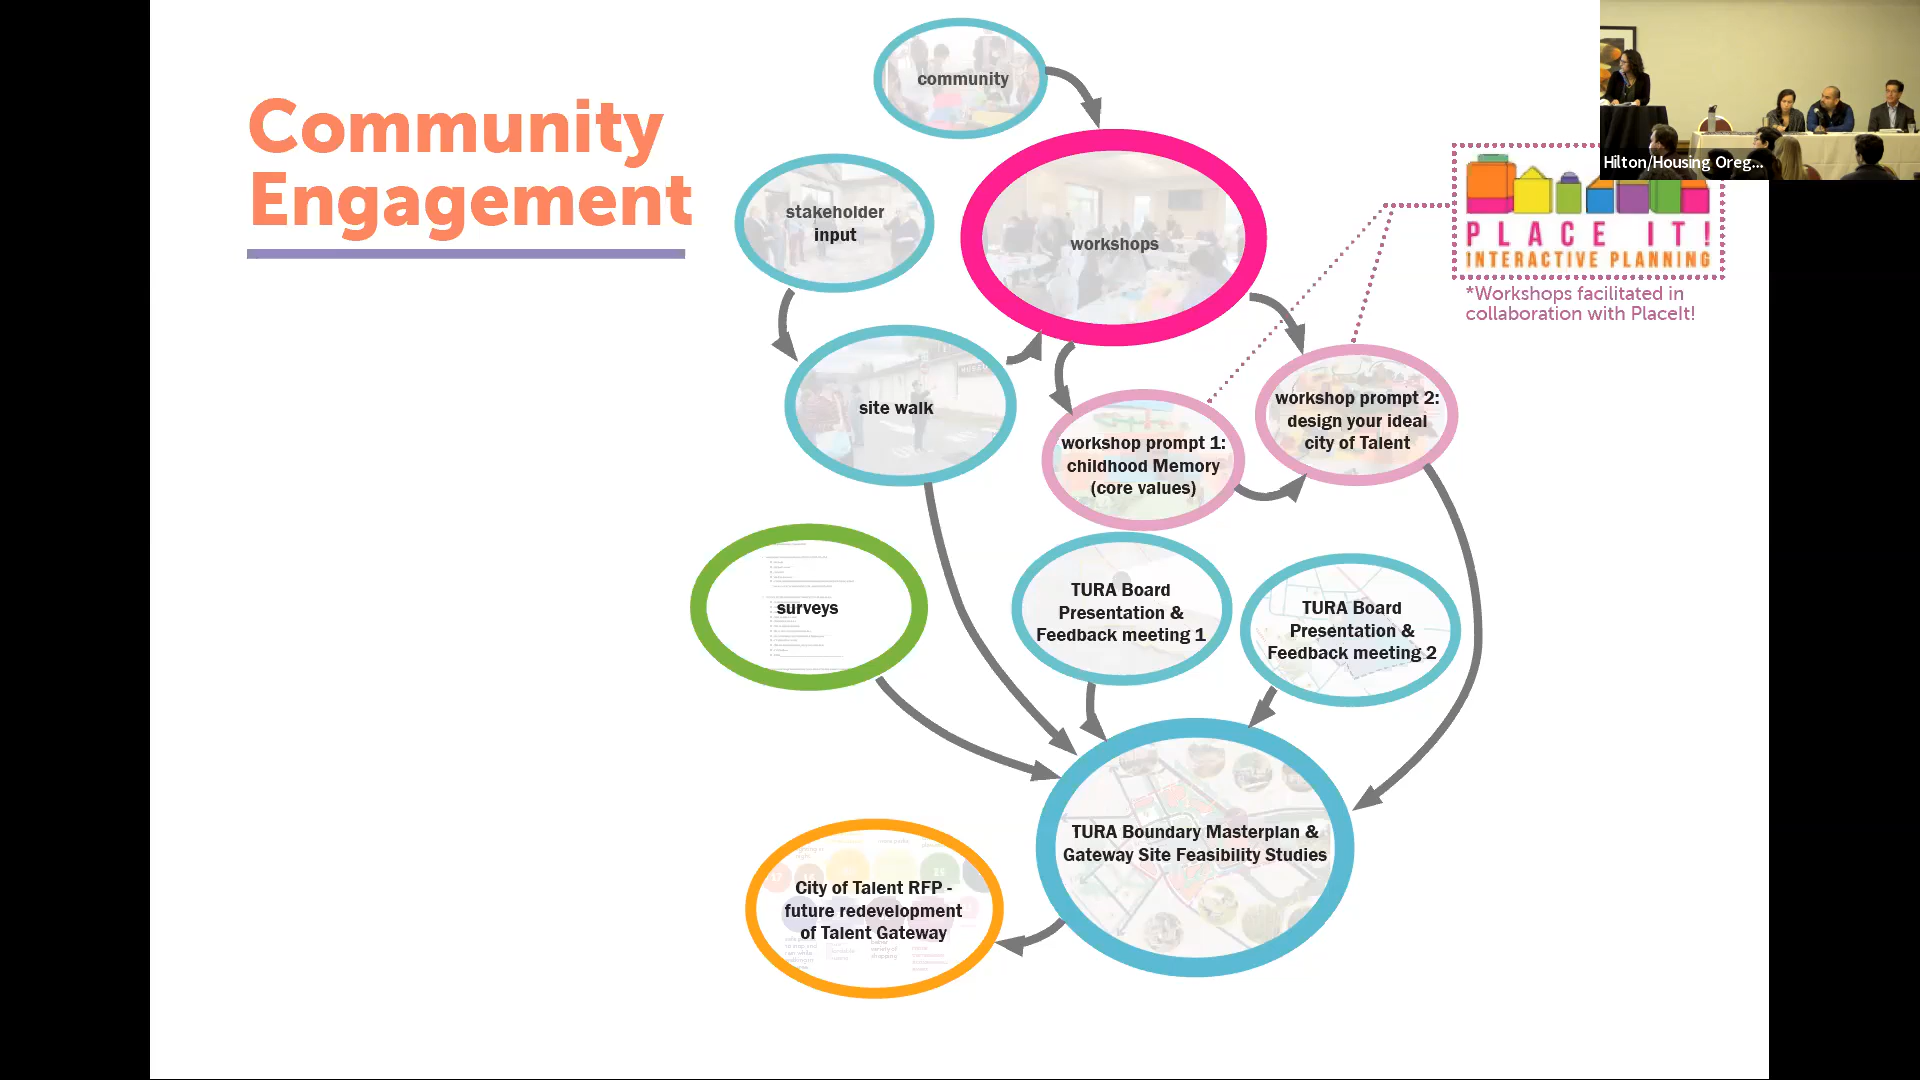 Community
Engagement
community
stakeholder
input
workshops
site walk
workshop prompt 1:
childhood Memory
(core values)
workshop prompt 2:
design your ideal
city of Talent
surveys
TURA Board
Presentation &
Feedback meeting 1
TURA Board
Presentation &
Feedback meeting 2
TURA Boundary Masterplan &
Gateway Site Feasibility Studies
City of Talent RFP -
future redevelopment
of Talent Gateway
Hilton/Housing Oreg...
PLACE IT!
INTERACTIVE PLANNING
*Workshops facilitated in
collaboration with PlaceIt!